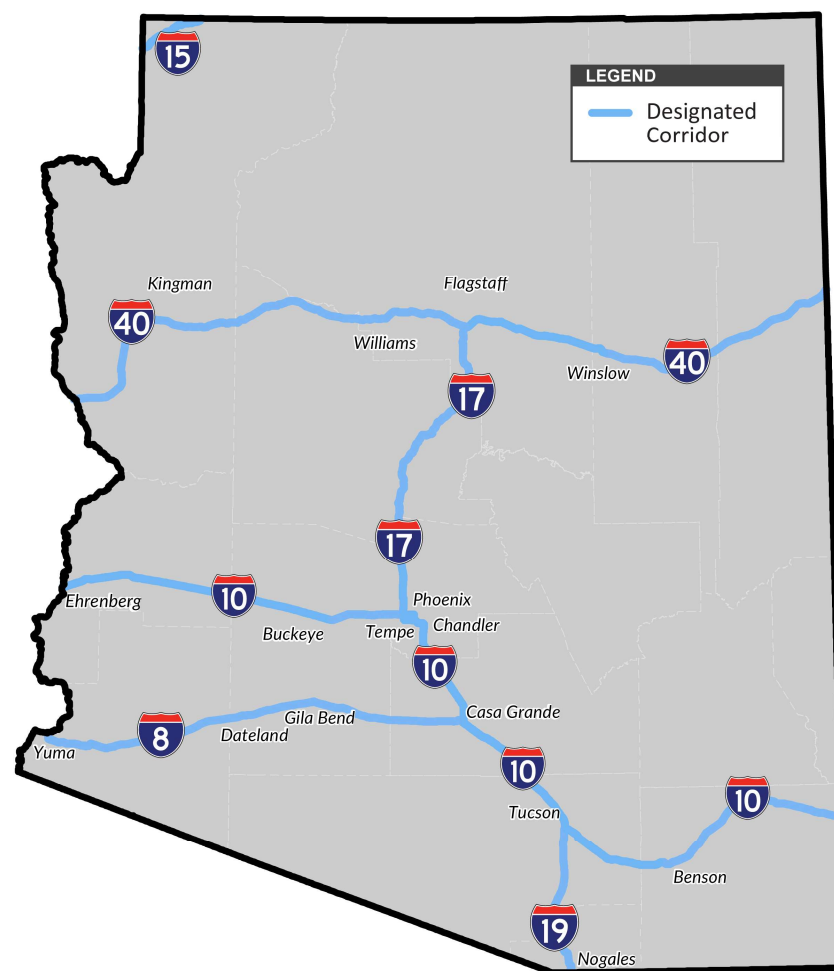 15
LEGEND
Designated
Corridor
Kingman
Flagstaff
40
Williams
40
Winslow
17
17
Ehrenberg
10
Phoenix
Buckeye
Tempe
Chandler
10
Casa Grande
Gila Bend
8
Dateland
Yuma
10
Tucson
10
Benson
19
Nogales